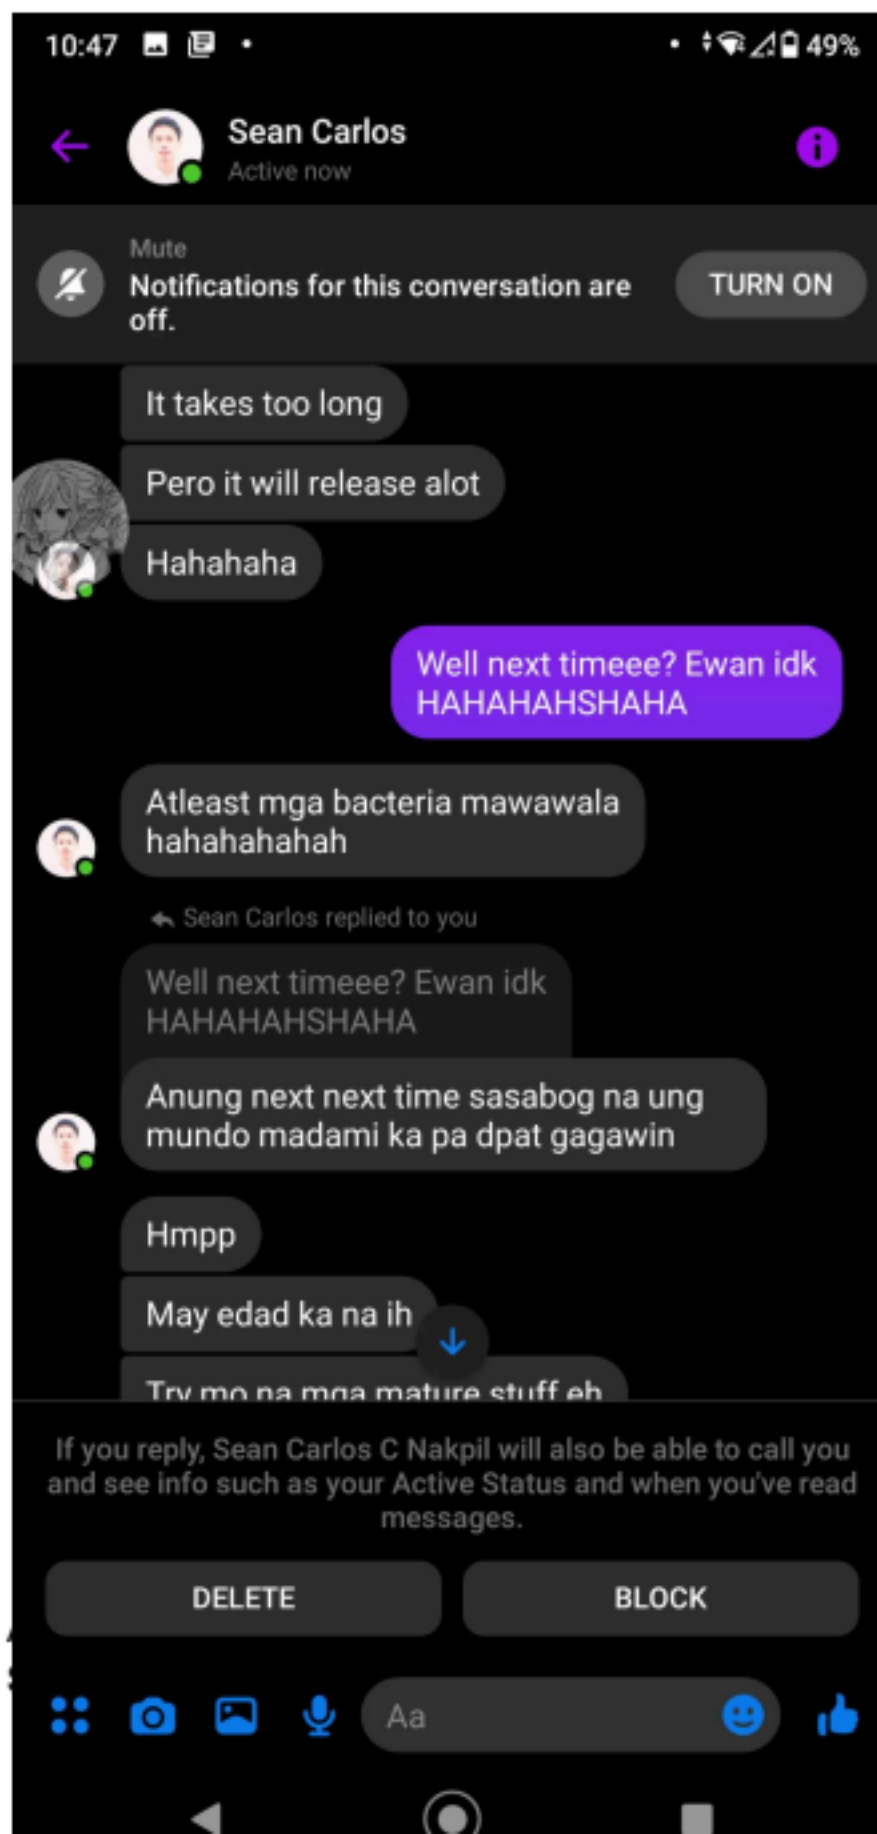 10:47
49%
Sean Carlos
Active now
Mute
Notifications for this conversation are
off.
TURN ON
It takes too long
Pero it will release alot
Hahahaha
Well next timeee? Ewan idk
HAHAHAHSHAHA
Atleast mga bacteria mawawala
hahahahahah
Sean Carlos replied to you
Well next timeee? Ewan idk
HAHAHAHSHAHA
Anung next next time sasabog na ung
mundo madami ka pa dpat gagawin
Hmpp
May edad ka na ih
Try mo na mga mature stuff eh
If you reply, Sean Carlos C Nakpil will also be able to call you
and see info such as your Active Status and when you've read
messages.
DELETE
BLOCK
Aa